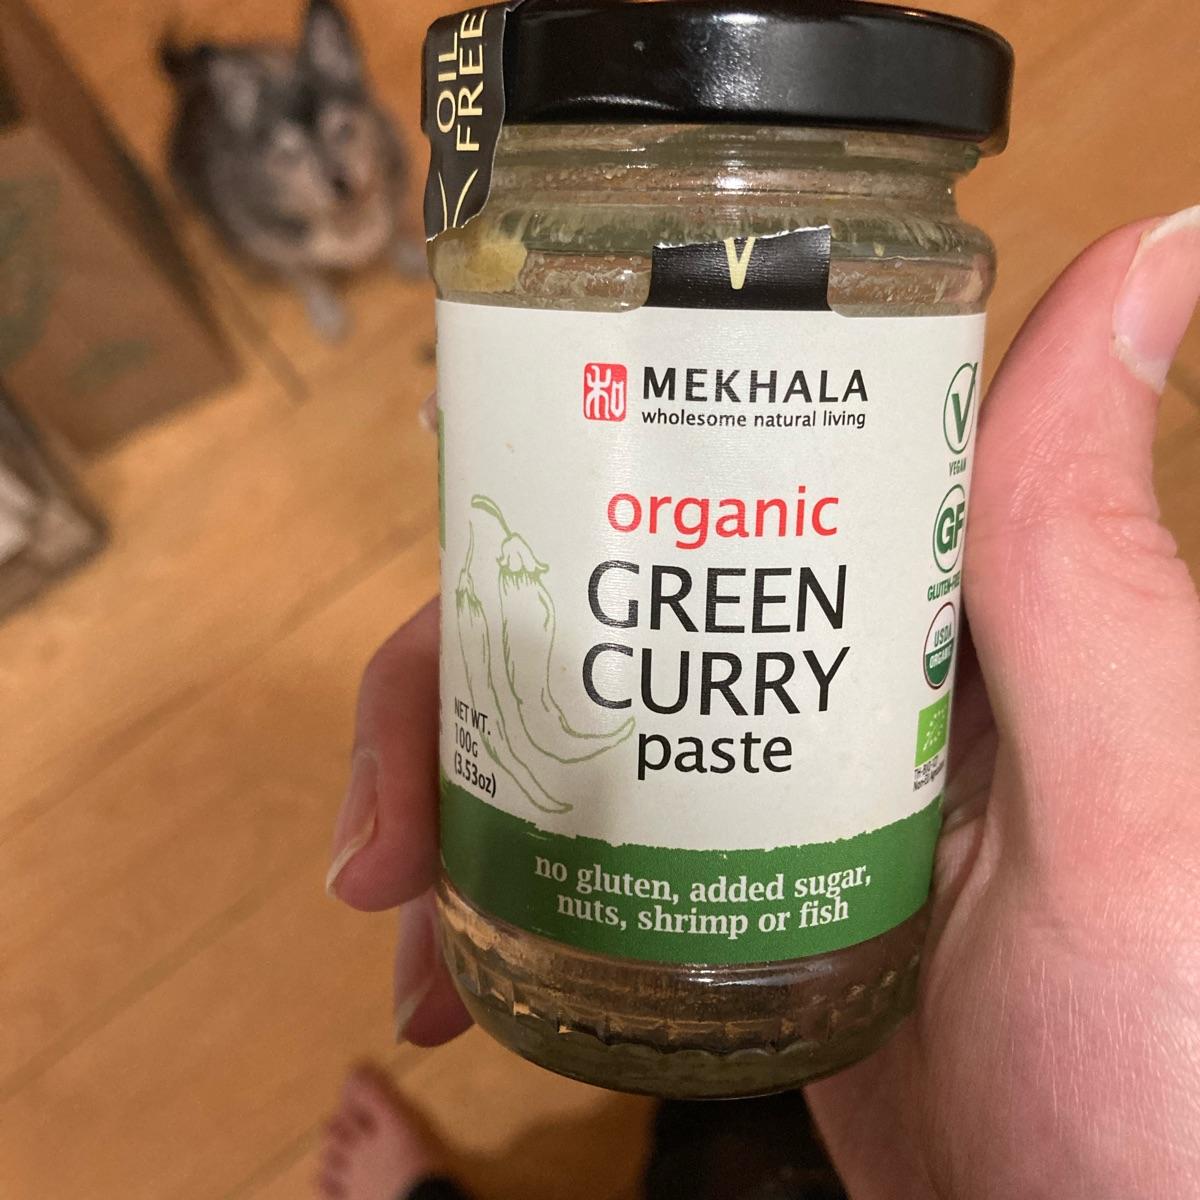 OIL
FREE
和
MEKHALA
wholesome natural living
organic
GREEN
CURRY
paste
NET WT.
100G
(3.53oz)
V
VEGAN
GF
GLUTEN-FREE
USDA
ORGANIC
no gluten, added sugar,
nuts, shrimp or fish